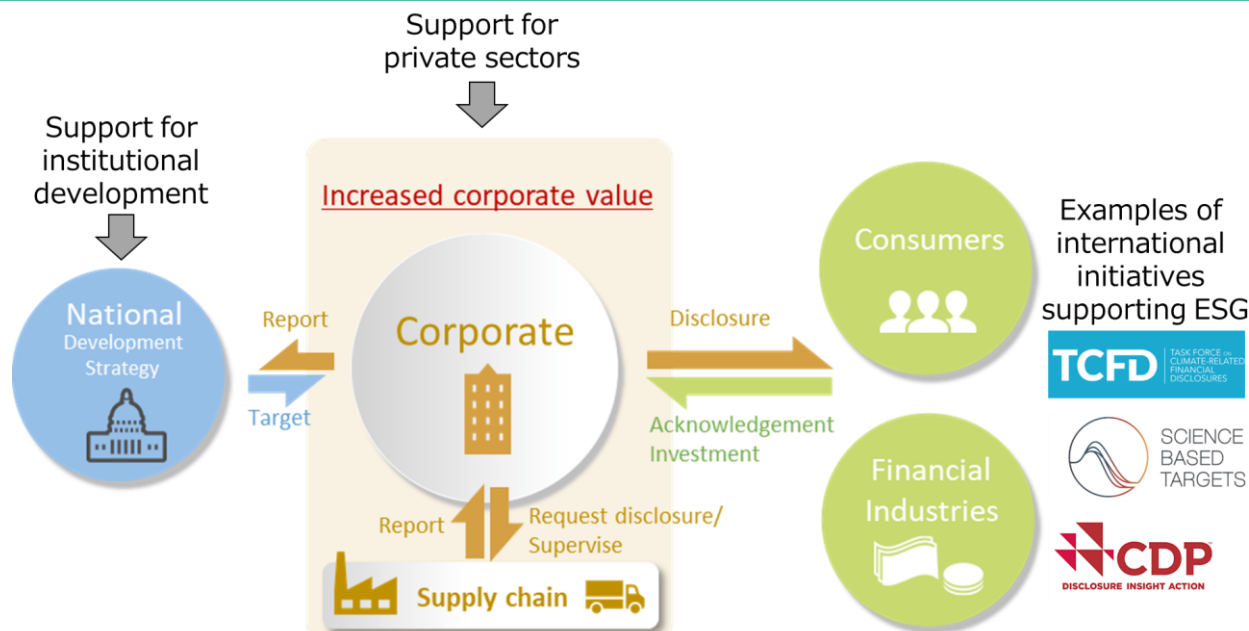 Support for
private sectors
Support for
institutional
development
Increased corporate value
National
Development
Strategy
Report
Target
Corporate
Disclosure
Acknowledgement
Investment
Report
Request disclosure/
Supervise
Supply chain
Consumers
Financial
Industries
Examples of
international
initiatives
supporting ESG
TCFD
TASK FORCE ON
CLIMATE-RELATED
FINANCIAL
DISCLOSURES
SCIENCE
BASED
TARGETS
CDP
DISCLOSURE INSIGHT ACTION